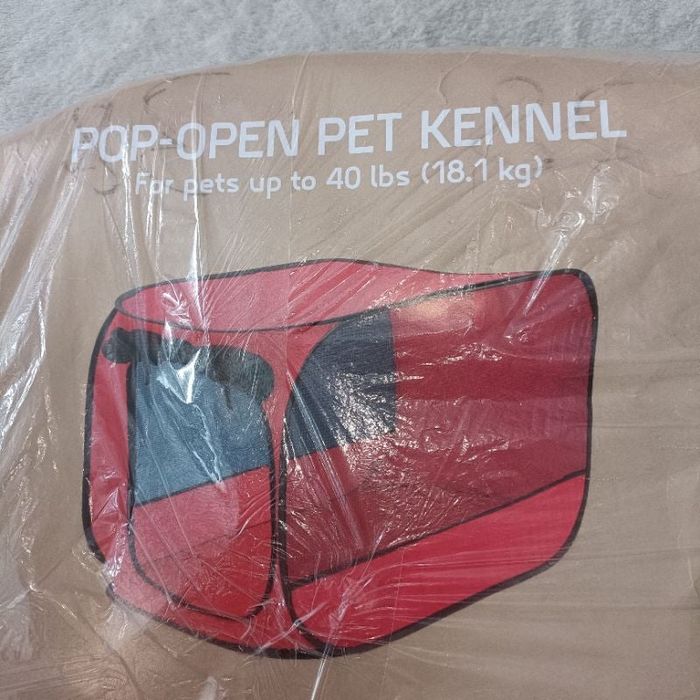 POP-OPEN PET KENNEL
For pets up to 40 lbs (18.1 kg)